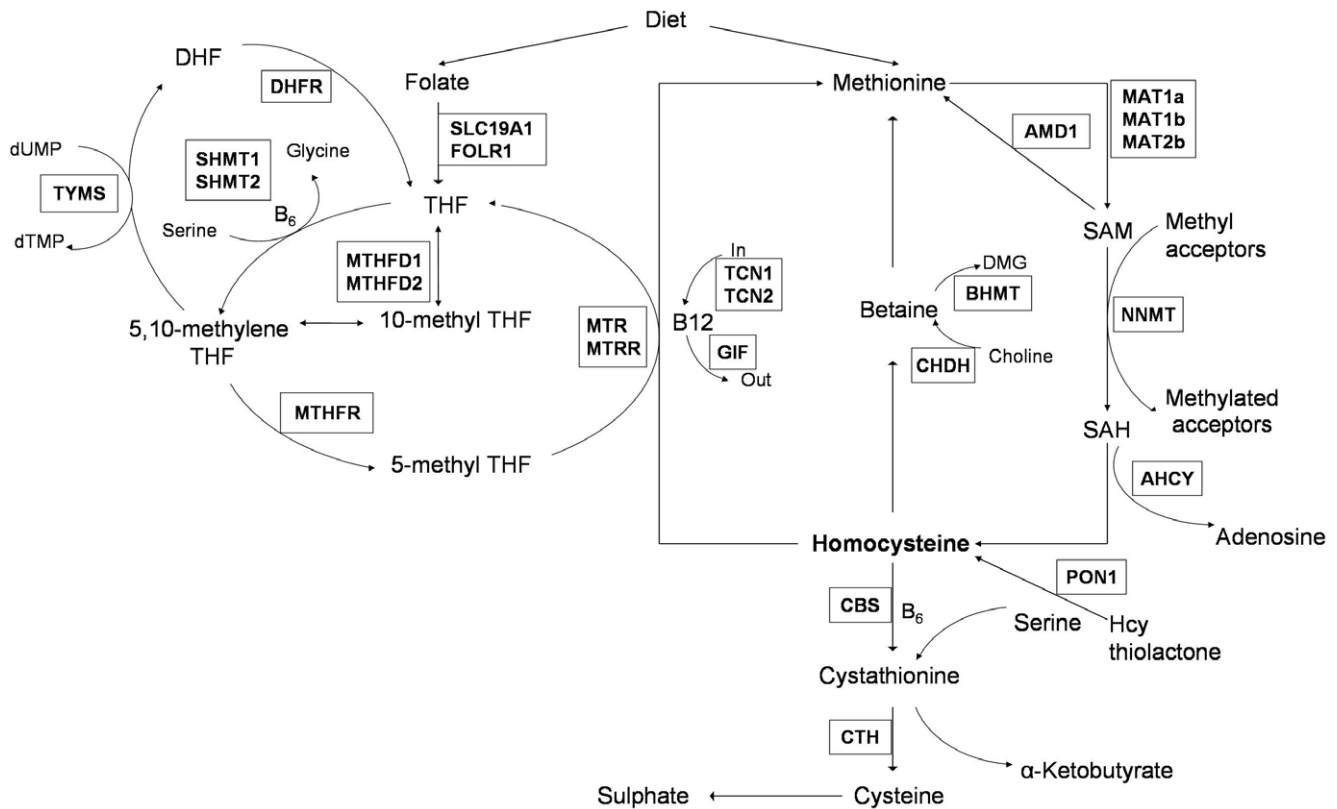 Diet
DHF
DHFR
Folate
Methionine
MAT1a
MAT1b
MAT2b
AMD1
SLC19A1
FOLR1
dUMP
SHMT1
SHMT2
Glycine
TYMS
THF
B6
Serine
dTMP
SAM
Methyl
acceptors
MTHFD1
MTHFD2
In
TCN1
TCN2
DMG
BHMT
Betaine
NNMT
5,10-methylene
THF
10-methyl THF
MTR
MTRR
B12
GIF
Out
CHDH
Choline
MTHFR
Methylated
acceptors
SAH
5-methyl THF
AHCY
Homocysteine
Adenosine
PON1
CBS
B6
Serine
Hcy
thiolactone
Cystathionine
CTH
α-Ketobutyrate
Sulphate
Cysteine